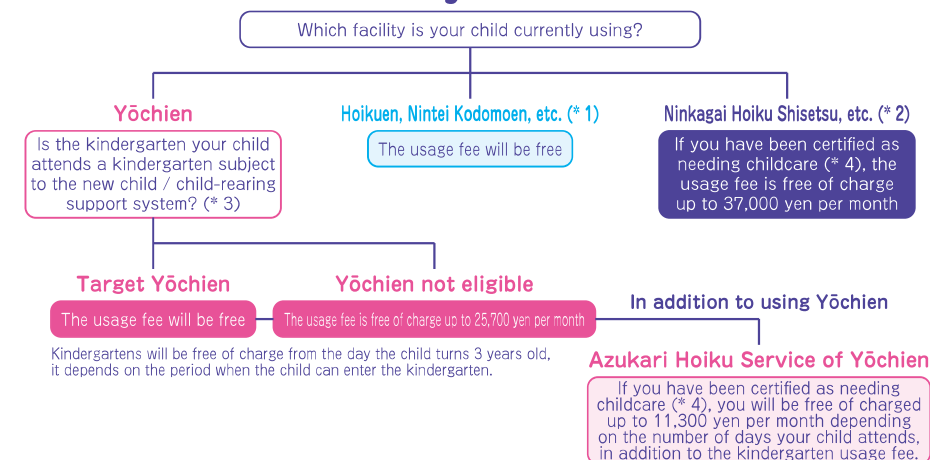 Which facility is your child currently using?
Yōchien
Hoikuen, Nintei Kodomoen, etc. (* 1)
Ninkagai Hoiku Shisetsu, etc. (* 2)
Is the kindergarten your child
attends a kindergarten subject
to the new child / child-rearing
support system? (* 3)
The usage fee will be free
If you have been certified as
needing childcare (* 4), the
usage fee is free of charge
up to 37,000 yen per month
Target Yōchien
Yōchien not eligible
The usage fee will be free
The usage fee is free of charge up to 25,700 yen per month
In addition to using Yōchien
Kindergartens will be free of charge from the day the child turns 3 years old,
it depends on the period when the child can enter the kindergarten.
Azukari Hoiku Service of Yōchien
If you have been certified as needing
childcare (* 4), you will be free of charged
up to 11,300 yen per month depending
on the number of days your child attends,
in addition to the kindergarten usage fee.